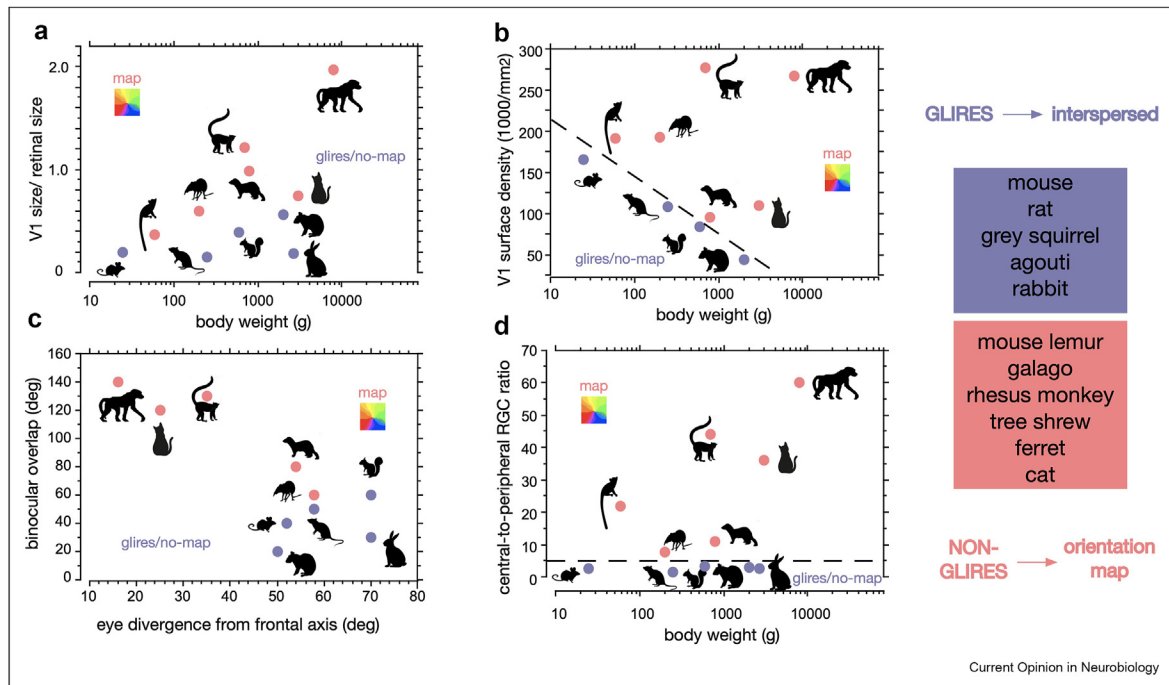 a
map
glires/no-map
V1 size/ retinal size
2.0
1.0
0
10
100
1000
10000
body weight (g)
b
map
glires/no-map
V1 surface density (1000/mm2)
300
250
200
150
100
50
10
100
1000
10000
body weight (g)
c
map
glires/no-map
binocular overlap (deg)
160
140
120
100
80
60
40
20
0
10
20
30
40
50
60
70
80
eye divergence from frontal axis (deg)
d
map
glires/no-map
central-to-peripheral RGC ratio
70
60
50
40
30
20
10
5
0
10
100
1000
10000
body weight (g)
GLIRES
interspersed
mouse
rat
grey squirrel
agouti
rabbit
mouse lemur
galago
rhesus monkey
tree shrew
ferret
cat
NON-
GLIRES
orientation
map
Current Opinion in Neurobiology